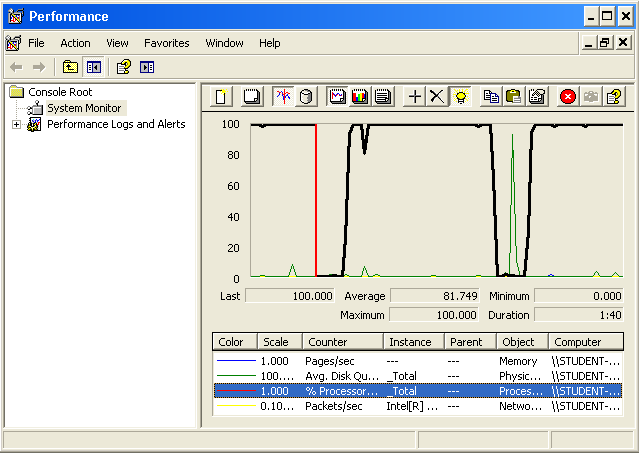 Performance
File Action View Favorites Window Help
Console Root
System Monitor
Performance Logs and Alerts
100
80
60
40
20
0
Last 100.000 Average 81.749 Minimum 0.000
Maximum 100.000 Duration 1:40
Color Scale Counter Instance Parent Object Computer
1.000 Pages/sec --- --- Memory \\STUDENT-...
100.... Avg. Disk Qu... _Total --- Physic... \\STUDENT-...
1.000 % Processor... _Total --- Proces... \\STUDENT-...
0.10... Packets/sec Intel[R] ... --- Netwo... \\STUDENT-...